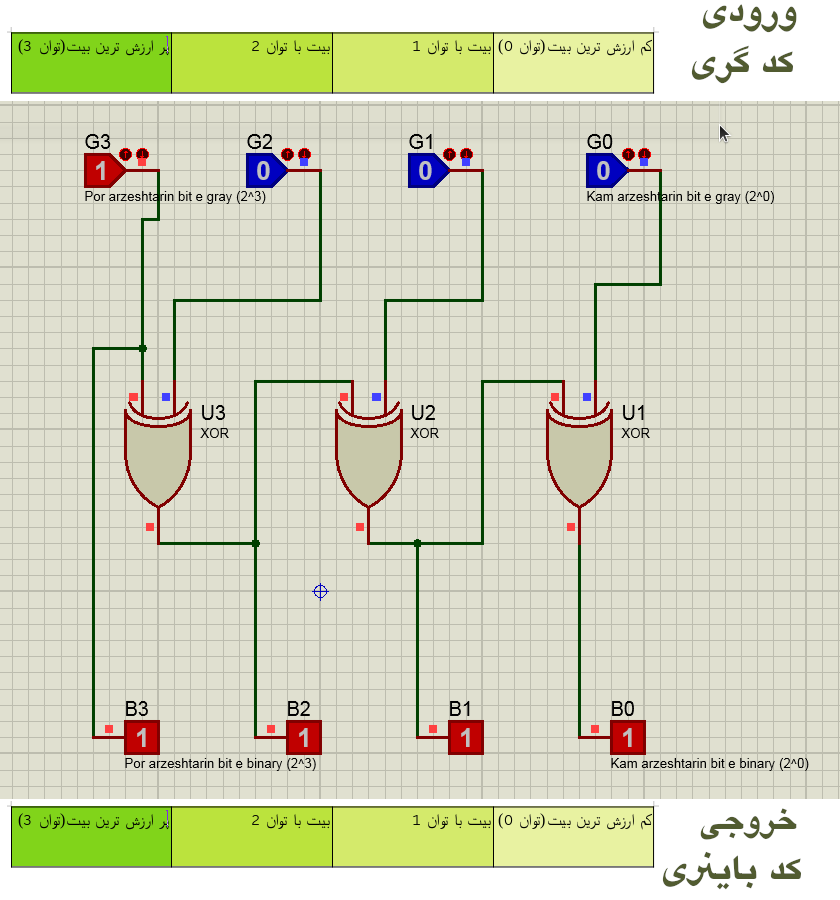 ورودی
کد گری
پر ارزش ترین بیت(توان 3)
بیت با توان 2
بیت با توان 1
کم ارزش ترین بیت(توان 0)
G3
G2
G1
G0
1
0
0
0
Por arzeshtarin bit e gray (2^3)
Kam arzeshtarin bit e gray (2^0)
U3
XOR
U2
XOR
U1
XOR
B3
B2
B1
B0
1
1
1
1
Por arzeshtarin bit e binary (2^3)
Kam arzeshtarin bit e binary (2^0)
پر ارزش ترین بیت(توان 3)
بیت با توان 2
بیت با توان 1
کم ارزش ترین بیت(توان 0)
خروجی
کد باینری